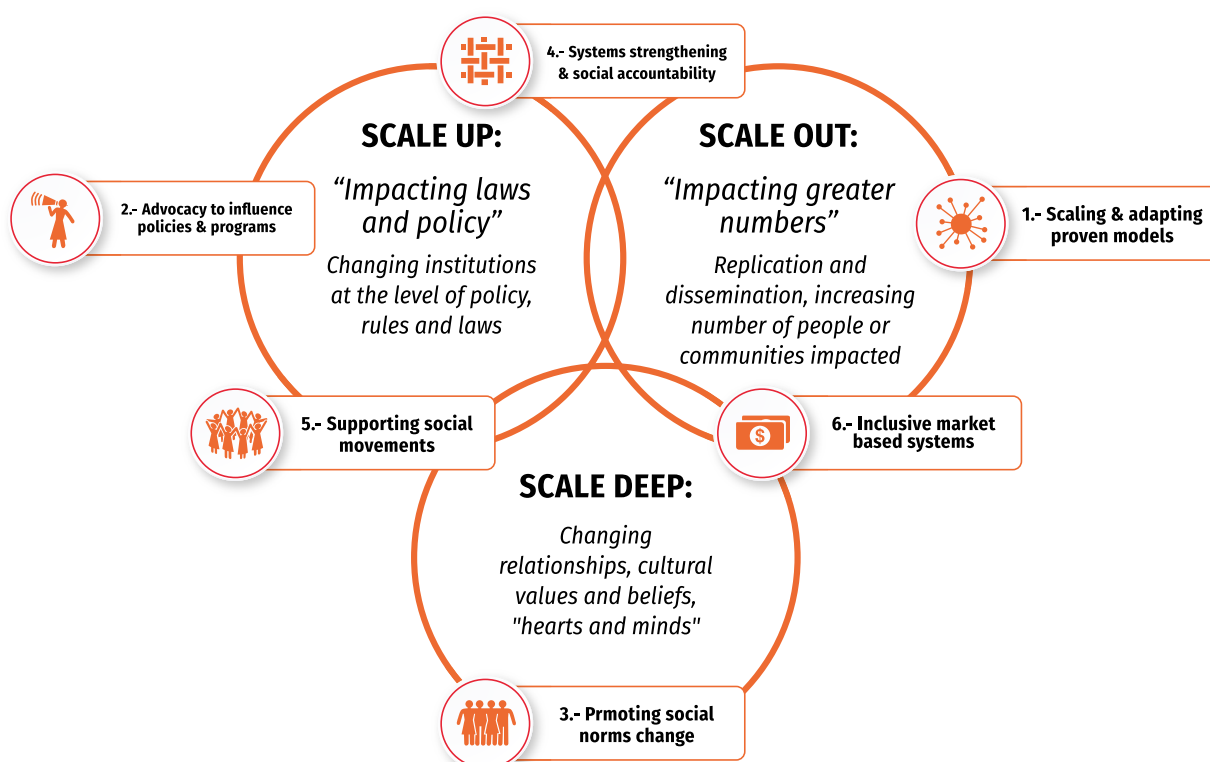 4.- Systems strengthening
& social accountability
SCALE UP:
“Impacting laws
and policy”
Changing institutions
at the level of policy,
rules and laws
SCALE OUT:
“Impacting greater
numbers”
Replication and
dissemination, increasing
number of people or
communities impacted
2.- Advocacy to influence
policies & programs
1.- Scaling & adapting
proven models
5.- Supporting social
movements
$
6.- Inclusive market
based systems
SCALE DEEP:
Changing
relationships, cultural
values and beliefs,
"hearts and minds"
3.- Prmoting social
norms change